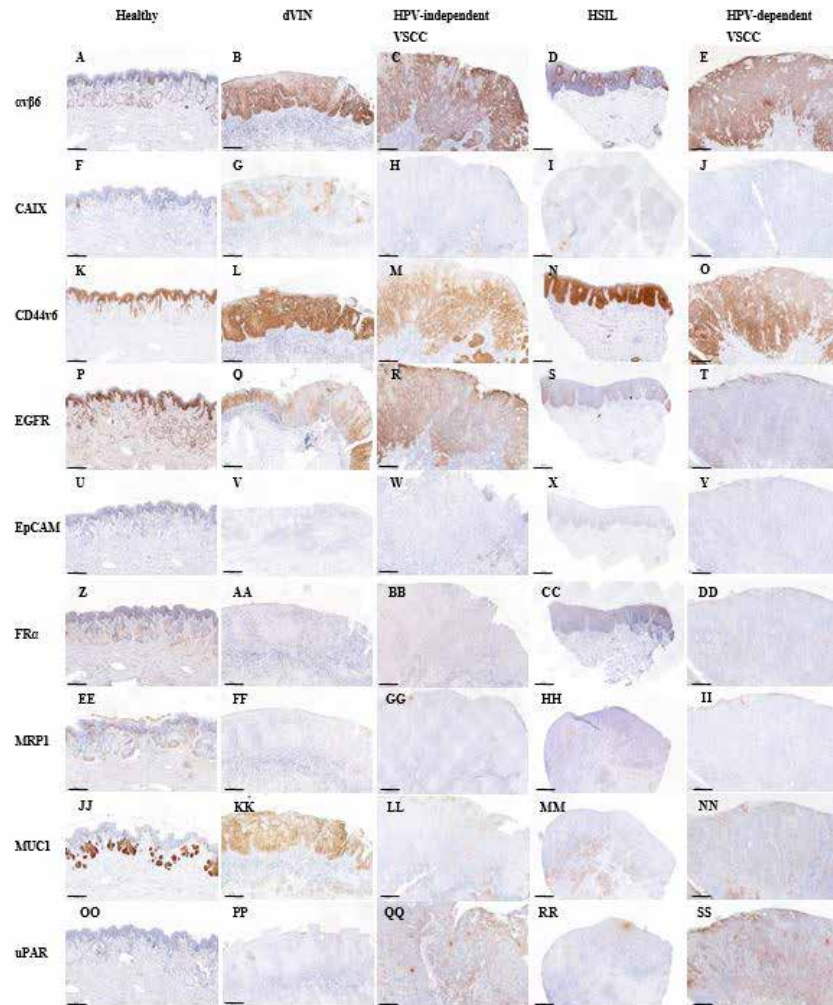 Healthy dVIN HPV-independent VSCC HSIL HPV-dependent VSCC
A B C D E
αvβ6
F G H I J
CAIX
K L M N O
CD44v6
P Q R S T
EGFR
U V W X Y
EpCAM
Z AA BB CC DD
FRα
EE FF GG HH II
MRP1
JJ KK LL MM NN
MUC1
OO PP QQ RR SS
uPAR